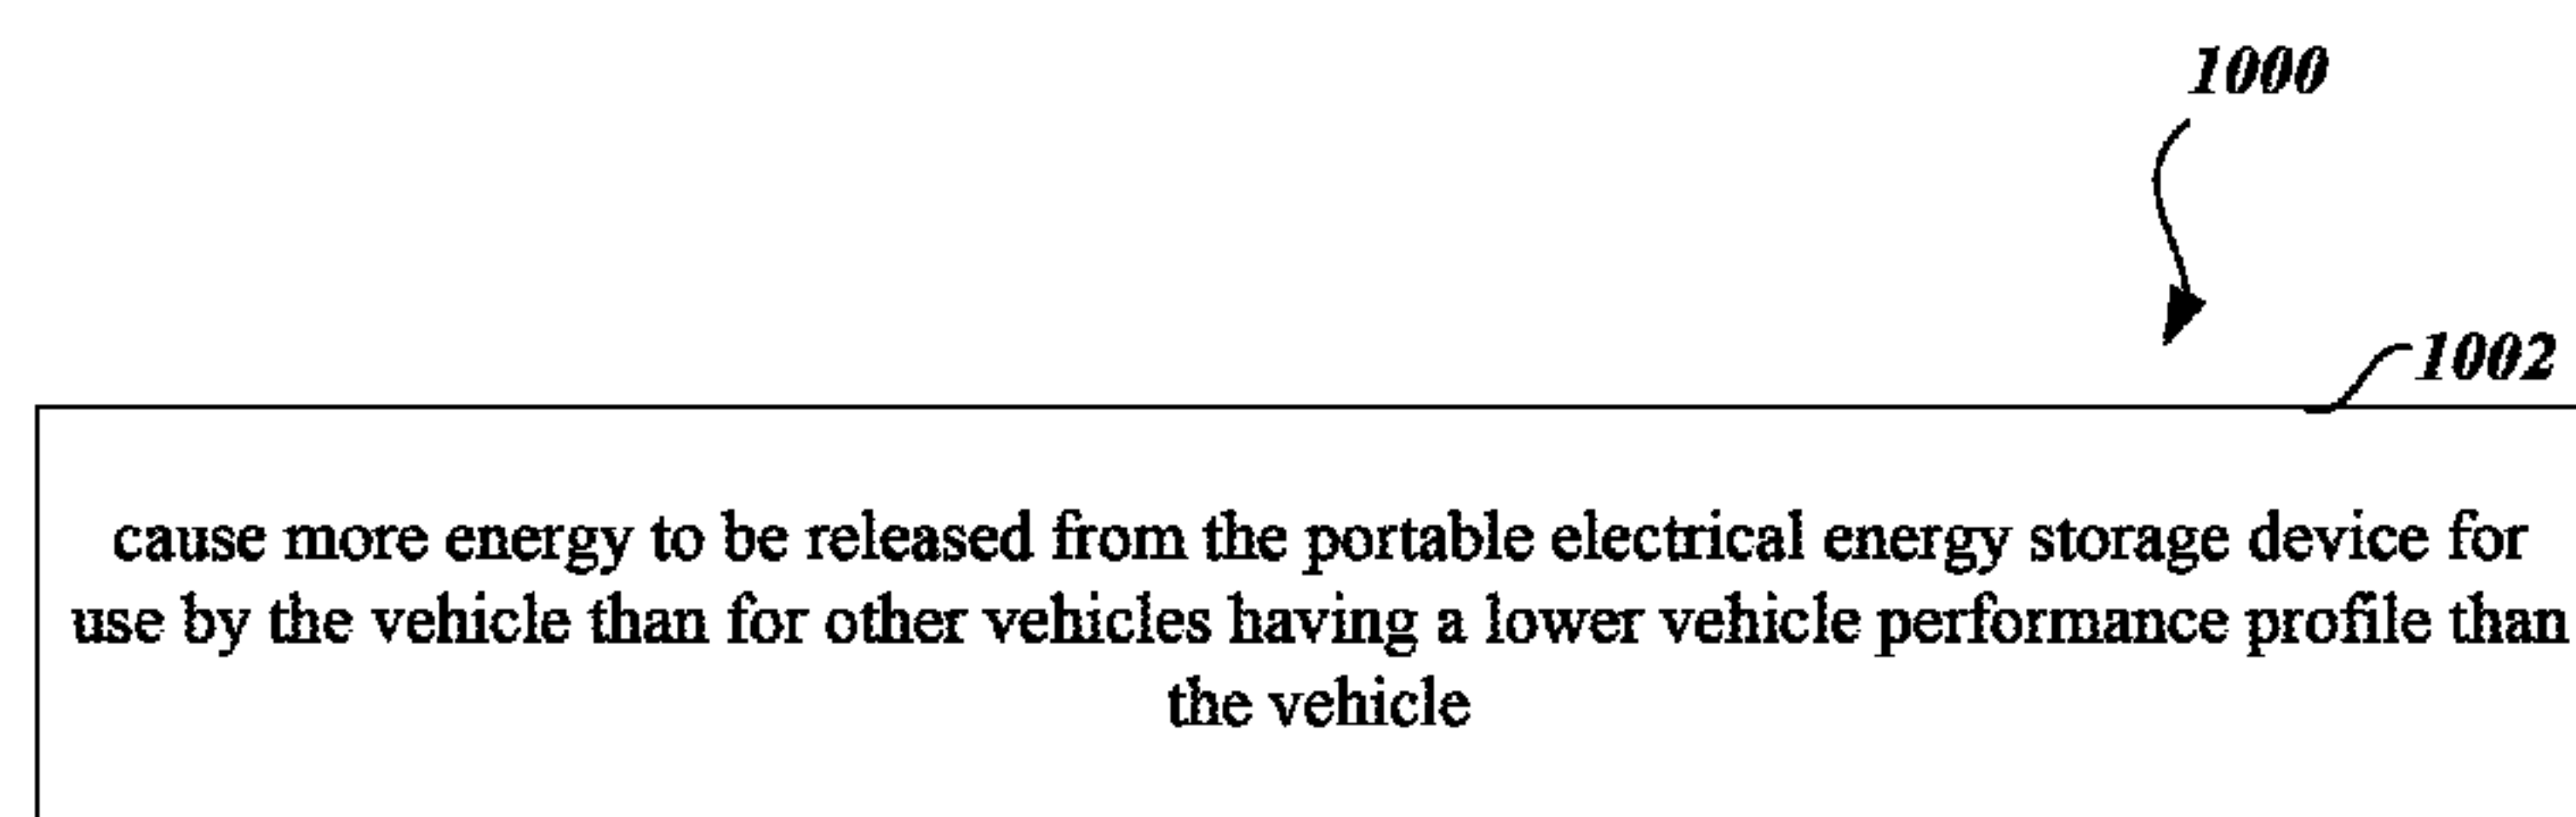 1000
1002
cause more energy to be released from the portable electrical energy storage device for
use by the vehicle than for other vehicles having a lower vehicle performance profile than
the vehicle